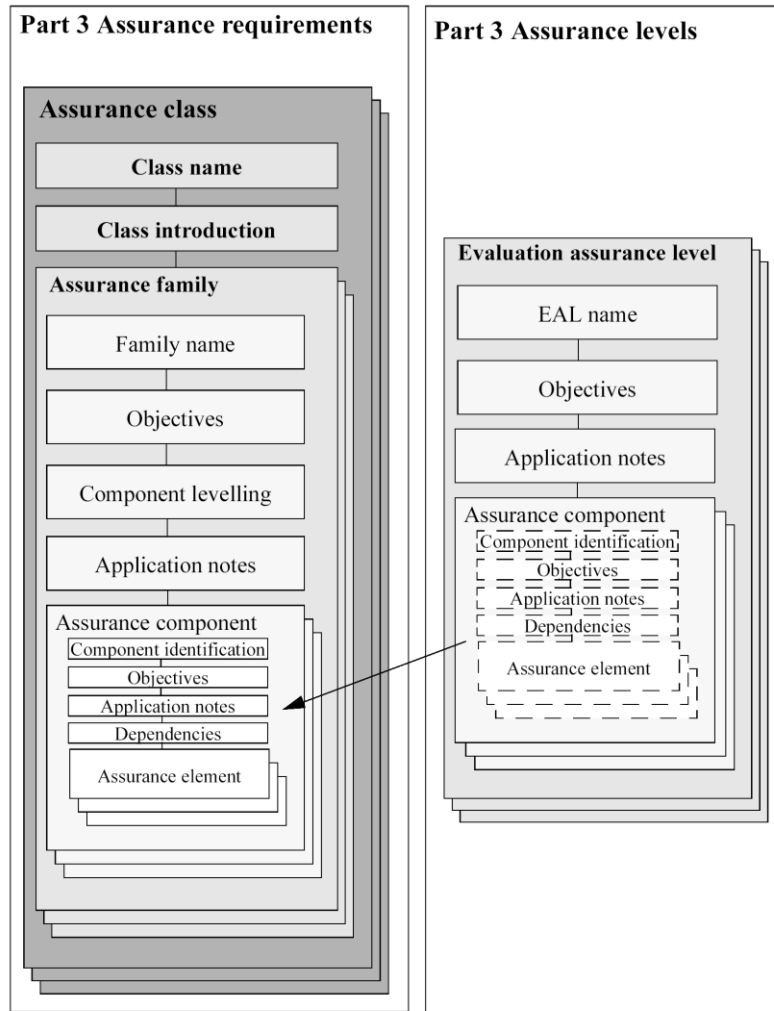 Part 3 Assurance requirements
Assurance class
Class name
Class introduction
Assurance family
Family name
Objectives
Component levelling
Application notes
Assurance component
Component identification
Objectives
Application notes
Dependencies
Assurance element
Part 3 Assurance levels
Evaluation assurance level
EAL name
Objectives
Application notes
Assurance component
Component identification
Objectives
Application notes
Dependencies
Assurance element